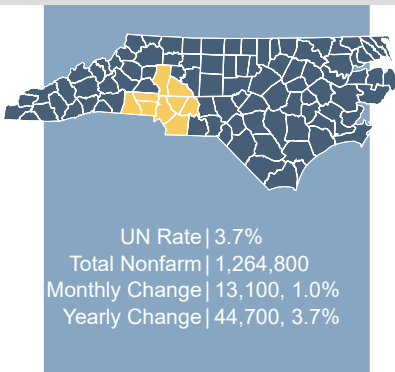 UN Rate| 3.7%
Total Nonfarm| 1,264,800
Monthly Change| 13,100, 1.0%
Yearly Change| 44,700, 3.7%